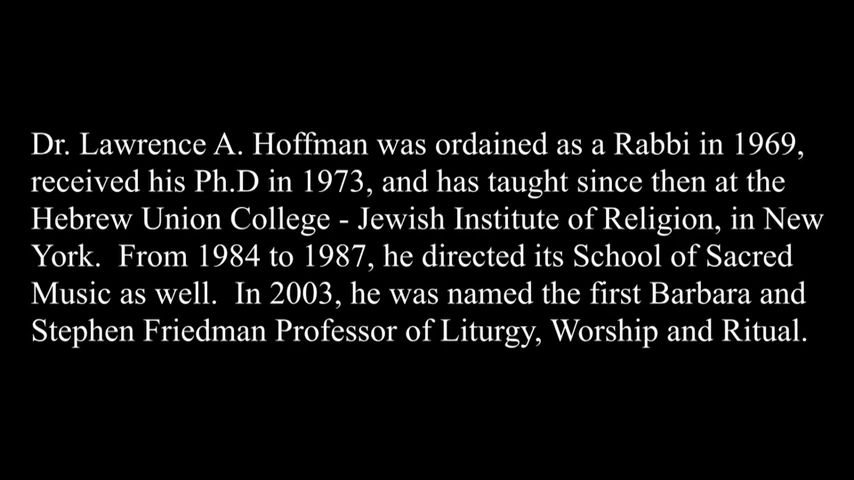 Dr. Lawrence A. Hoffman was ordained as a Rabbi in 1969,
received his Ph.D in 1973, and has taught since then at the
Hebrew Union College - Jewish Institute of Religion, in New
York.  From 1984 to 1987, he directed its School of Sacred
Music as well.  In 2003, he was named the first Barbara and
Stephen Friedman Professor of Liturgy, Worship and Ritual.